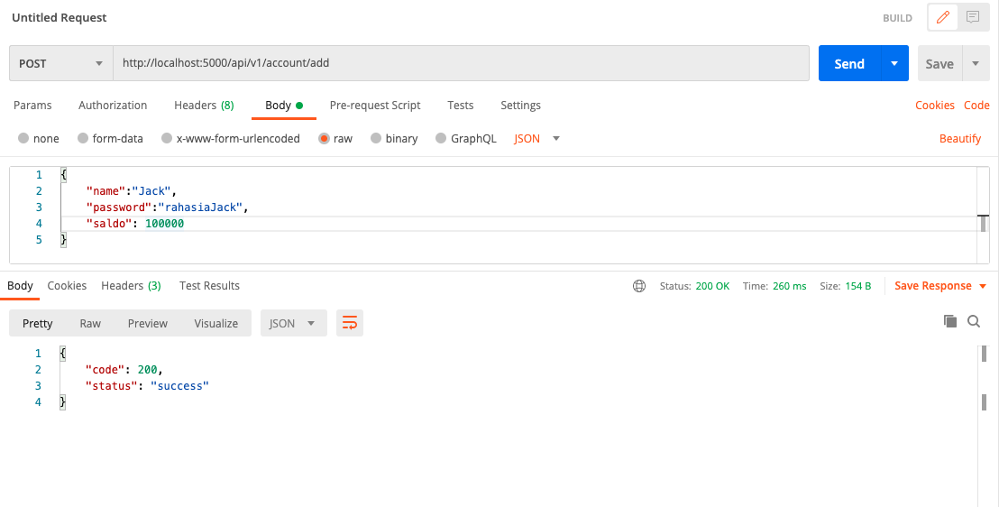 Untitled Request
BUILD
POST
http://localhost:5000/api/v1/account/add
Send
Save
Params Authorization Headers (8) Body Pre-request Script Tests Settings Cookies Code
none form-data x-www-form-urlencoded raw binary GraphQL JSON Beautify
1 {
2 "name":"Jack",
3 "password":"rahasiaJack",
4 "saldo": 100000
5 }
Body Cookies Headers (3) Test Results Status: 200 OK Time: 260 ms Size: 154 B Save Response
Pretty Raw Preview Visualize JSON
1 {
2 "code": 200,
3 "status": "success"
4 }